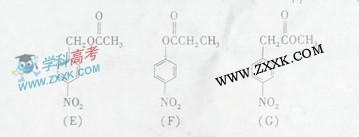 O O O
CH₂OCCH₃ OCCH₂CH₃ CH₂COCH₃
学科高考
WWW.ZXXK.COM
WWW.ZXXK.COM
NO₂ NO₂ NO₂
(E) (F) (G)